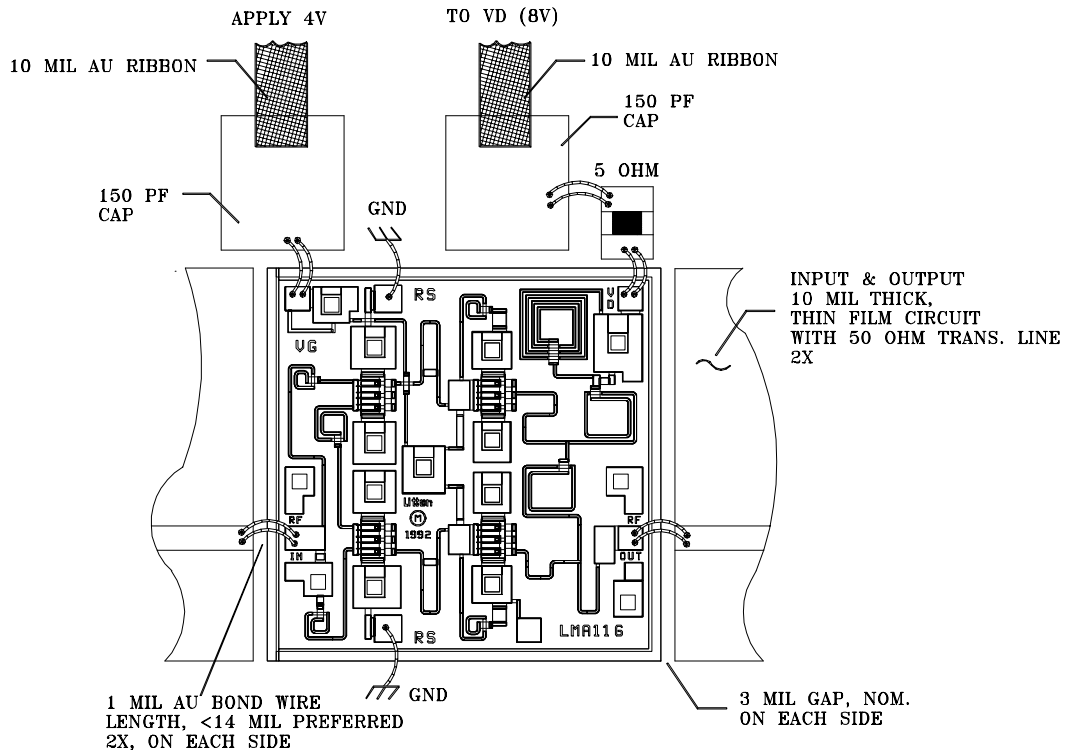 APPLY 4V
TO VD (8V)
10 MIL AU RIBBON
10 MIL AU RIBBON
150 PF
CAP
5 OHM
150 PF
CAP
GND
INPUT & OUTPUT
10 MIL THICK,
THIN FILM CIRCUIT
WITH 50 OHM TRANS. LINE
2X
RS
V
D
VG
RF
IN
M
1992
RF
OUT
RS
LMA116
GND
1 MIL AU BOND WIRE
LENGTH, <14 MIL PREFERRED
2X, ON EACH SIDE
3 MIL GAP, NOM.
ON EACH SIDE